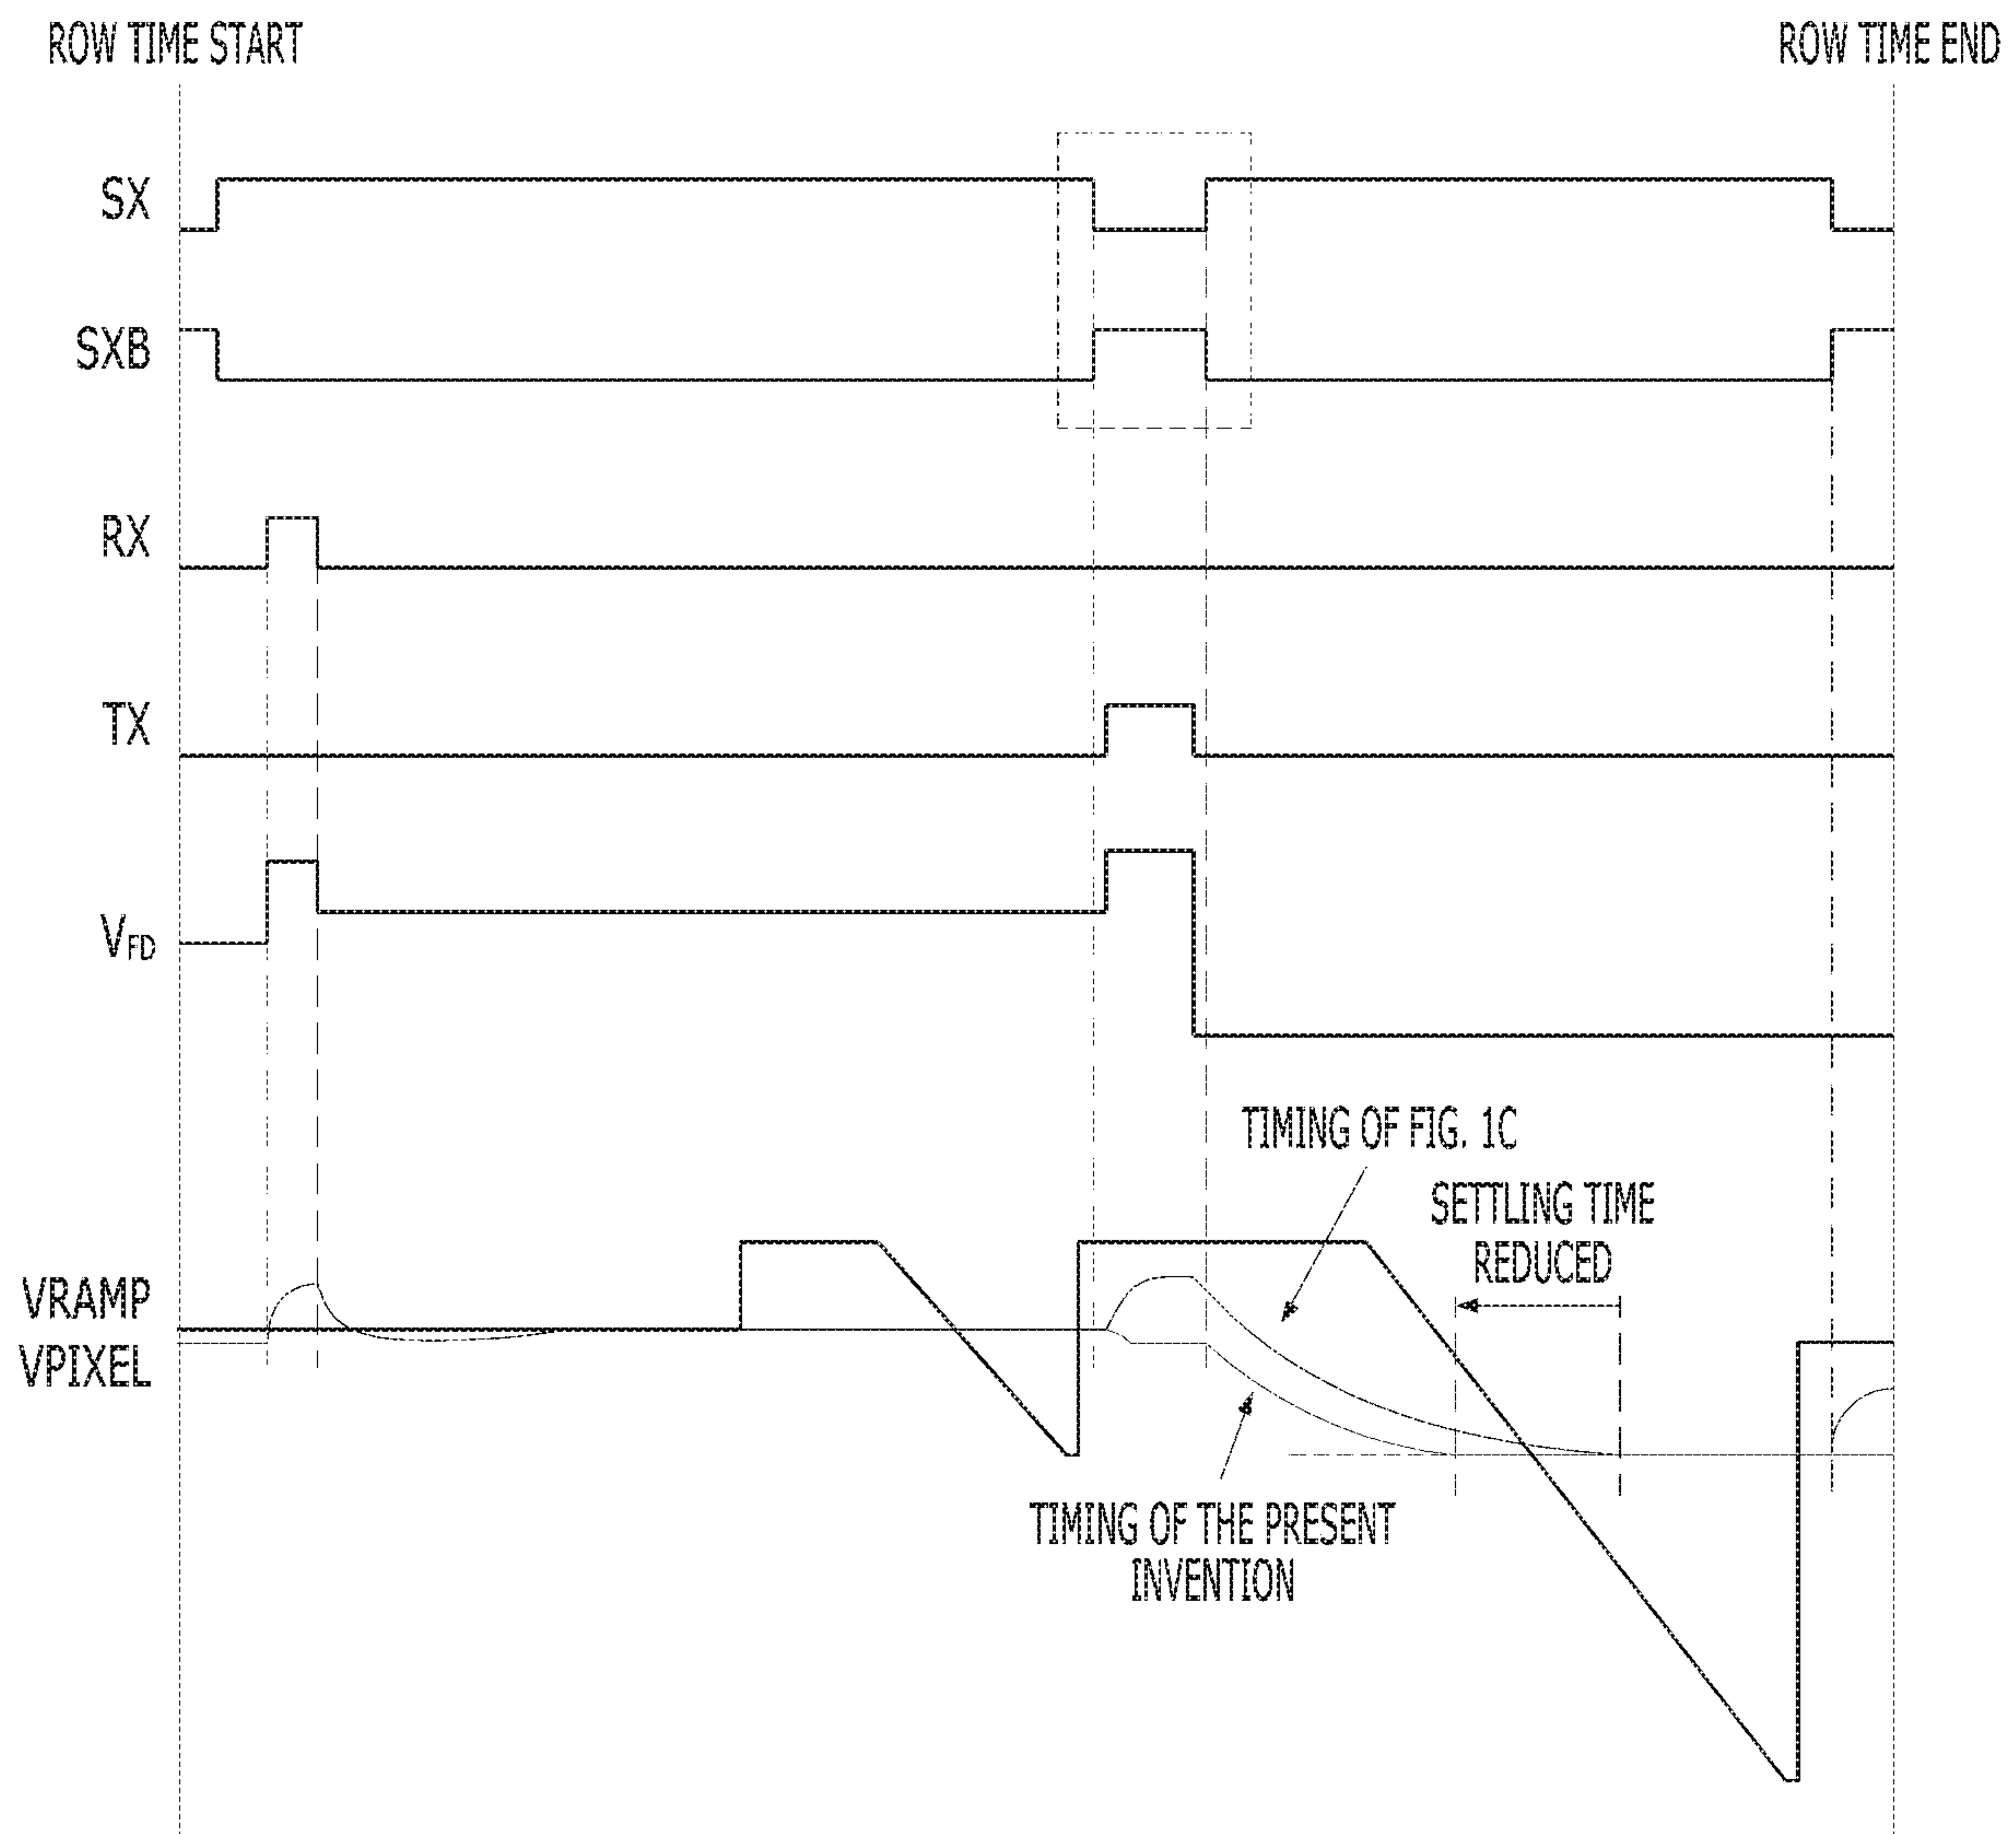 ROW TIME START
ROW TIME END
SX
SXB
RX
TX
VFD
TIMING OF FIG. 1C
SETTLING TIME
REDUCED
VRAMP
VPIXEL
TIMING OF THE PRESENT
INVENTION